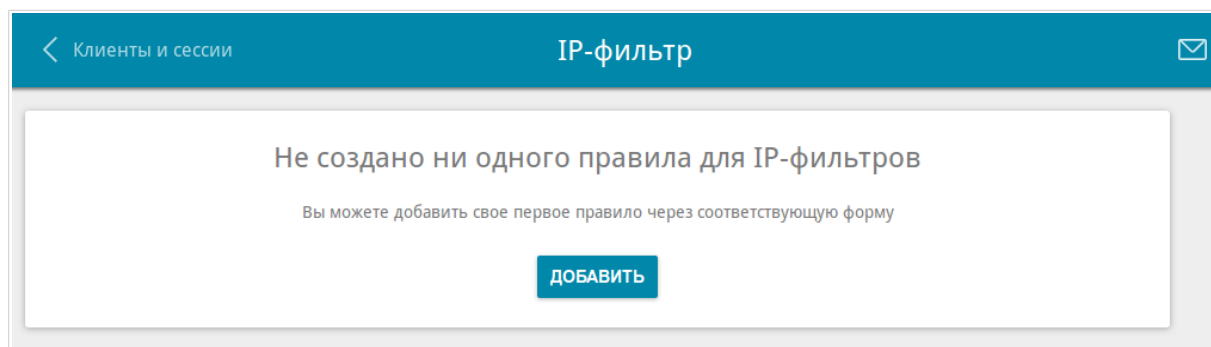 Клиенты и сессии
IP-фильтр
Не создано ни одного правила для IP-фильтров
Вы можете добавить свое первое правило через соответствующую форму
ДОБАВИТЬ